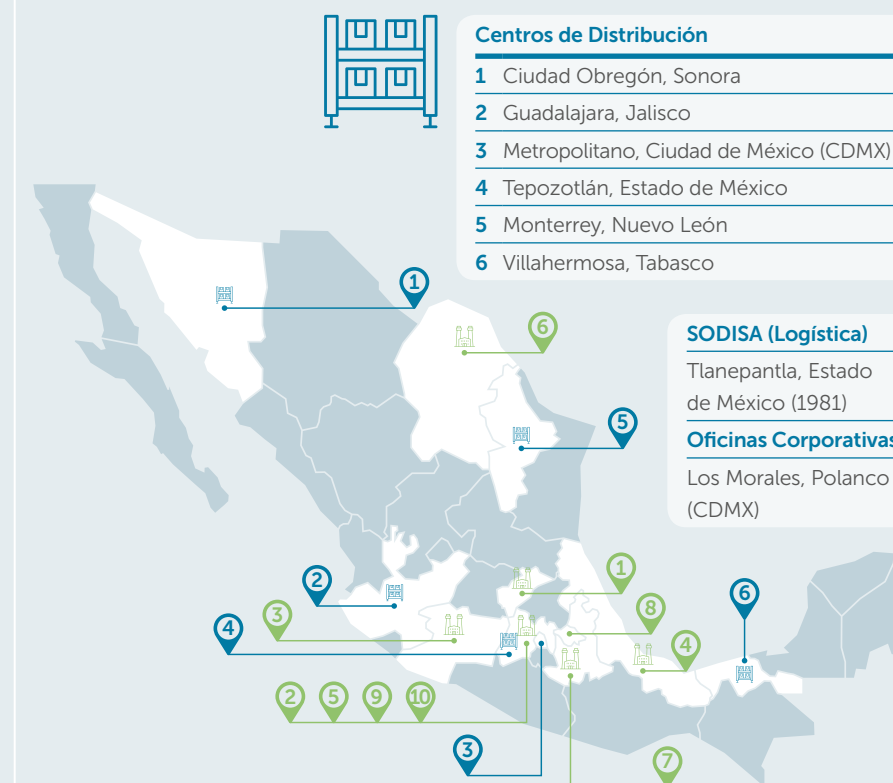 Centros de Distribución
1 Ciudad Obregón, Sonora
2 Guadalajara, Jalisco
3 Metropolitano, Ciudad de México (CDMX)
4 Tepozotlán, Estado de México
5 Monterrey, Nuevo León
6 Villahermosa, Tabasco
1
6
SODISA (Logística)
Tlanepantla, Estado
de México (1981)
5
Oficinas Corporativas
Los Morales, Polanco
(CDMX)
1
2
6
8
3
4
4
2
5
9
10
3
7